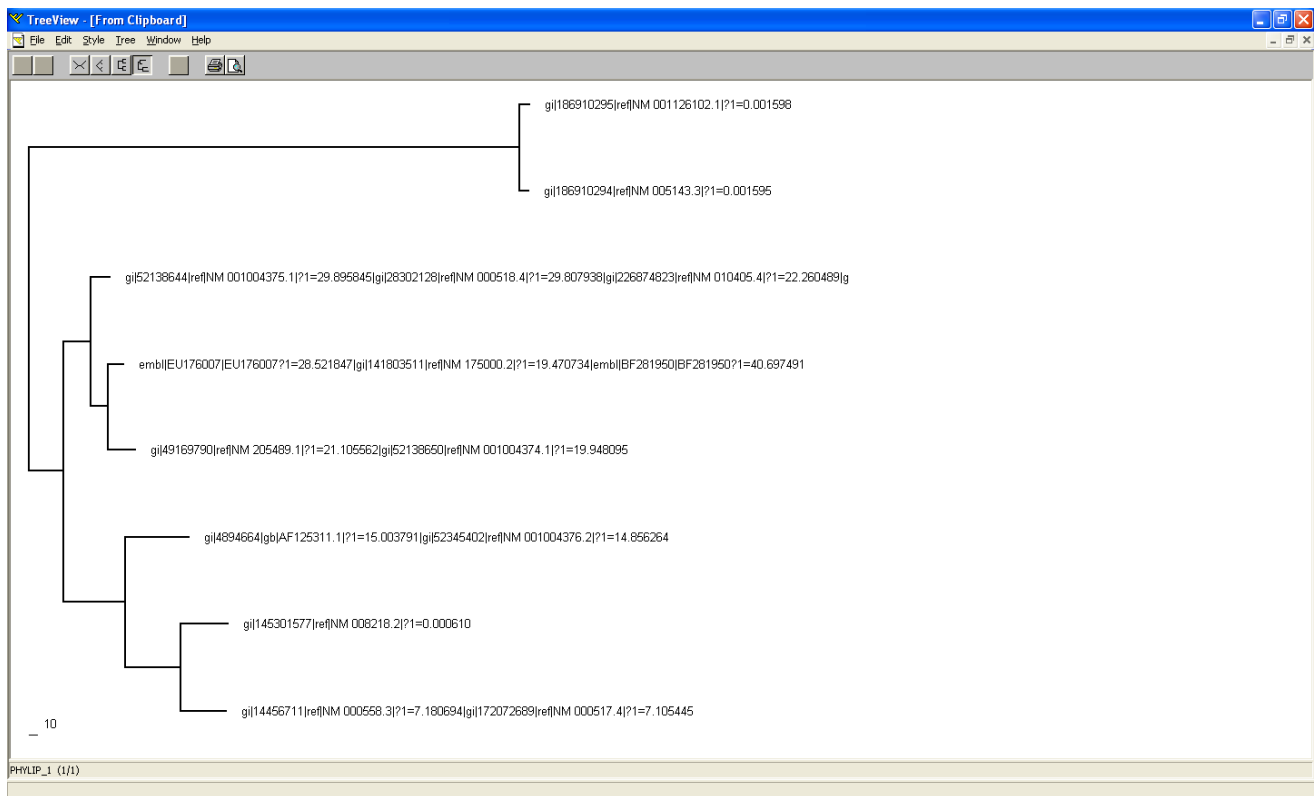 TreeView - [From Clipboard]
File Edit Style Tree Window Help
gi|186910295|ref|NM 001126102.1|?1=0.001598
gi|186910294|ref|NM 005143.3|?1=0.001595
gi|52138644|ref|NM 001004375.1|?1=29.895845|gi|28302128|ref|NM 000518.4|?1=29.807938|gi|226874823|ref|NM 010405.4|?1=22.260489|g
embl|EU176007|EU176007?1=28.521847|gi|141803511|ref|NM 175000.2|?1=19.470734|embl|BF281950|BF281950?1=40.697491
gi|49169790|ref|NM 205489.1|?1=21.105562|gi|52138650|ref|NM 001004374.1|?1=19.948095
gi|4894664|gb|AF125311.1|?1=15.003791|gi|52345402|ref|NM 001004376.2|?1=14.856264
gi|145301577|ref|NM 008218.2|?1=0.000610
gi|14456711|ref|NM 000558.3|?1=7.180694|gi|172072689|ref|NM 000517.4|?1=7.105445
10
PHYLIP_1 (1/1)